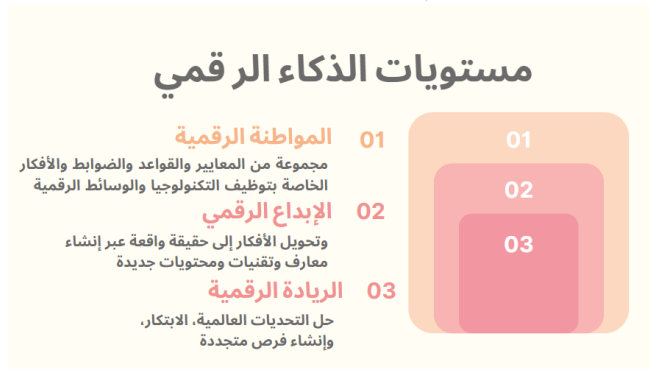 مستويات الذكاء الرقمي
01 المواطنة الرقمية
مجموعة من المعايير والقواعد والضوابط والأفكار
الخاصة بتوظيف التكنولوجيا والوسائط الرقمية
02 الإبداع الرقمي
وتحويل الأفكار إلى حقيقة واقعة عبر إنشاء
معارف وتقنيات ومحتويات جديدة
03 الريادة الرقمية
حل التحديات العالمية، الابتكار،
وإنشاء فرص متجددة
01
02
03